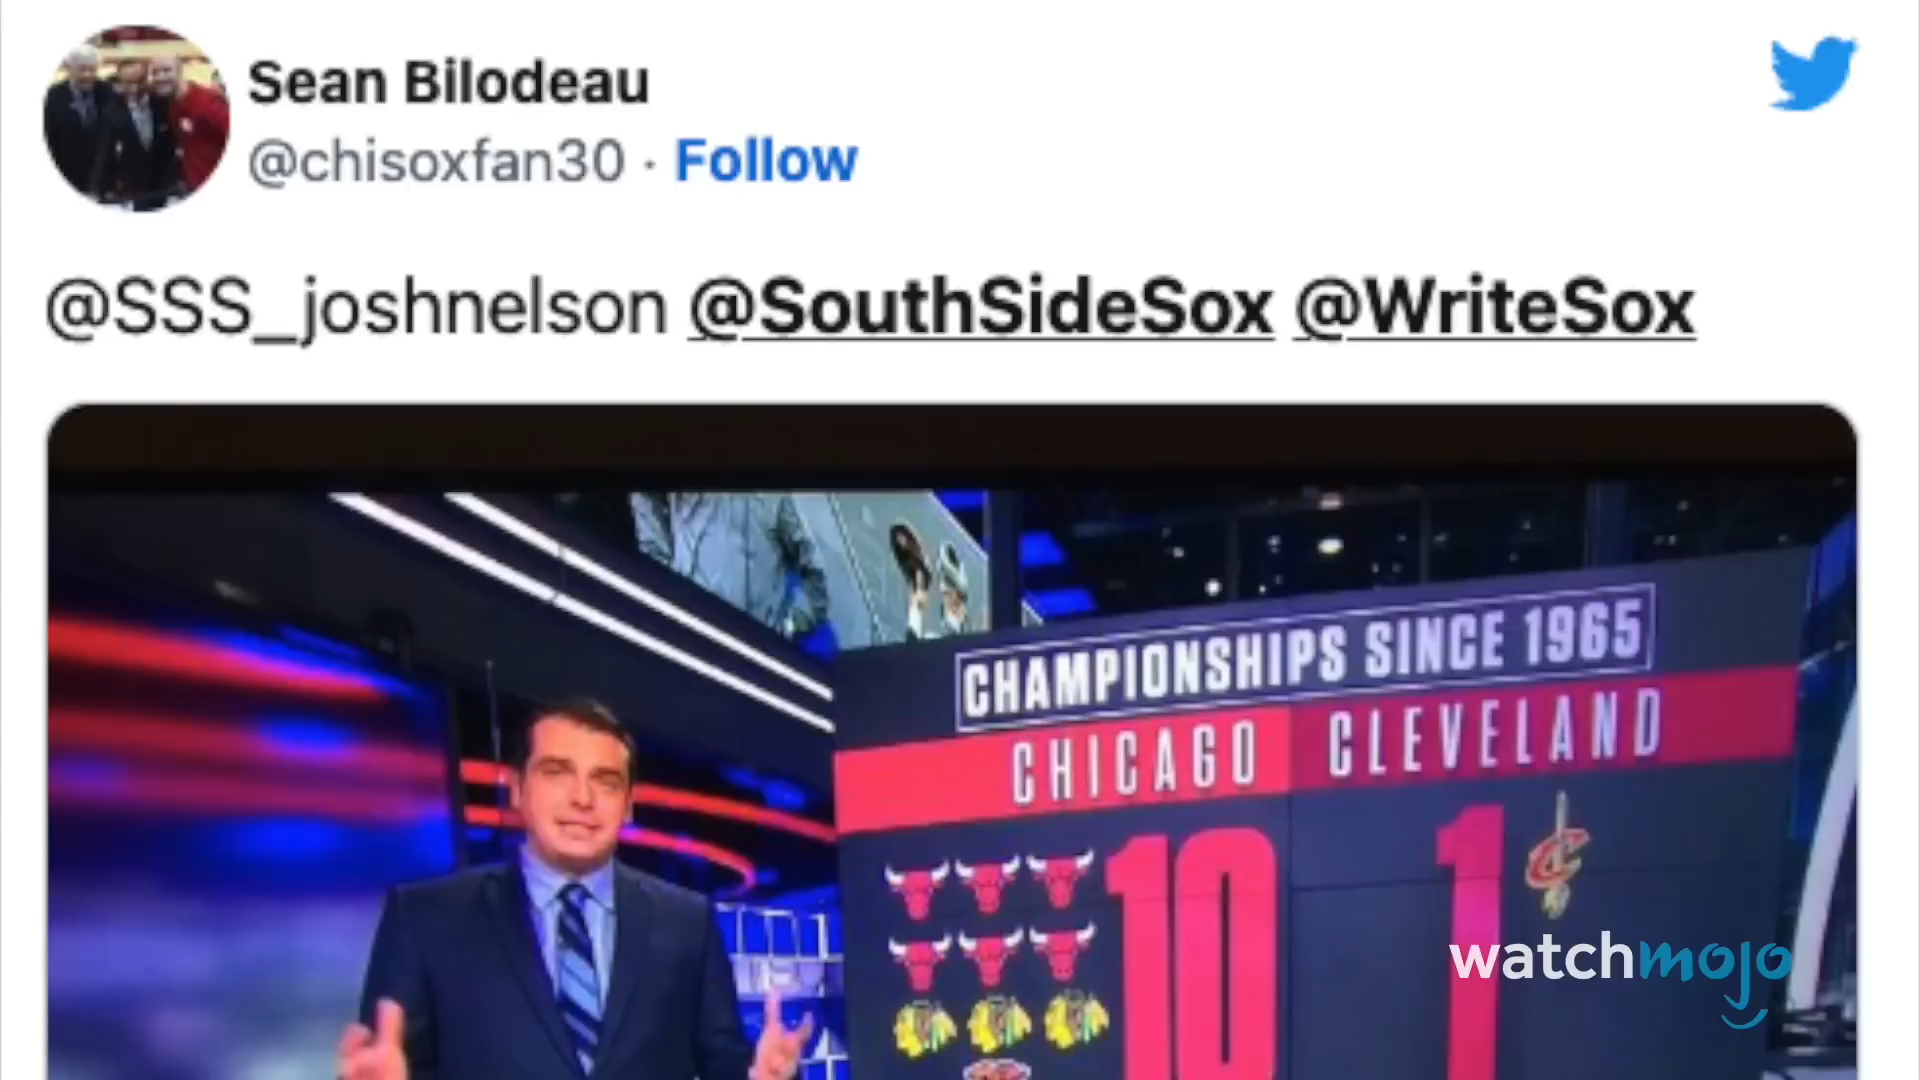 Sean Bilodeau
@chisoxfan30 · Follow
@SSS_joshnelson @SouthSideSox @WriteSox
CHAMPIONSHIPS SINCE 1965
CHICAGO CLEVELAND
10 1
watchmojo